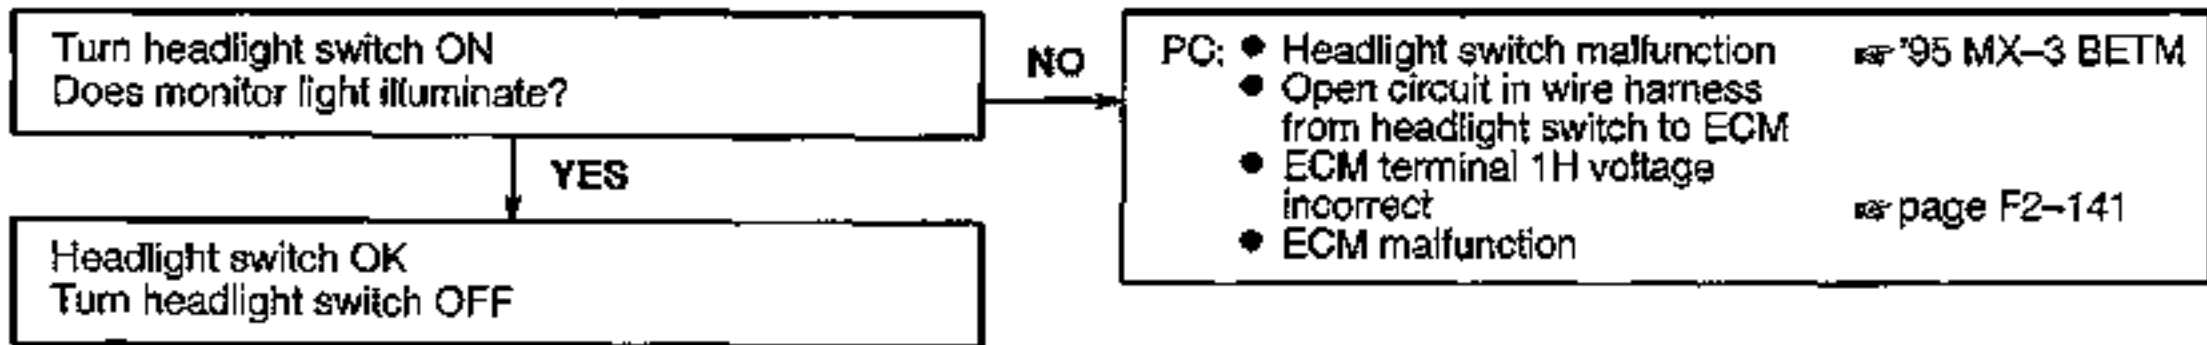 Turn headlight switch ON
Does monitor light illuminate?
NO
PC: ● Headlight switch malfunction ☞ '95 MX–3 BETM
● Open circuit in wire harness
from headlight switch to ECM
● ECM terminal 1H voltage
incorrect ☞ page F2–141
● ECM malfunction
YES
Headlight switch OK
Turn headlight switch OFF